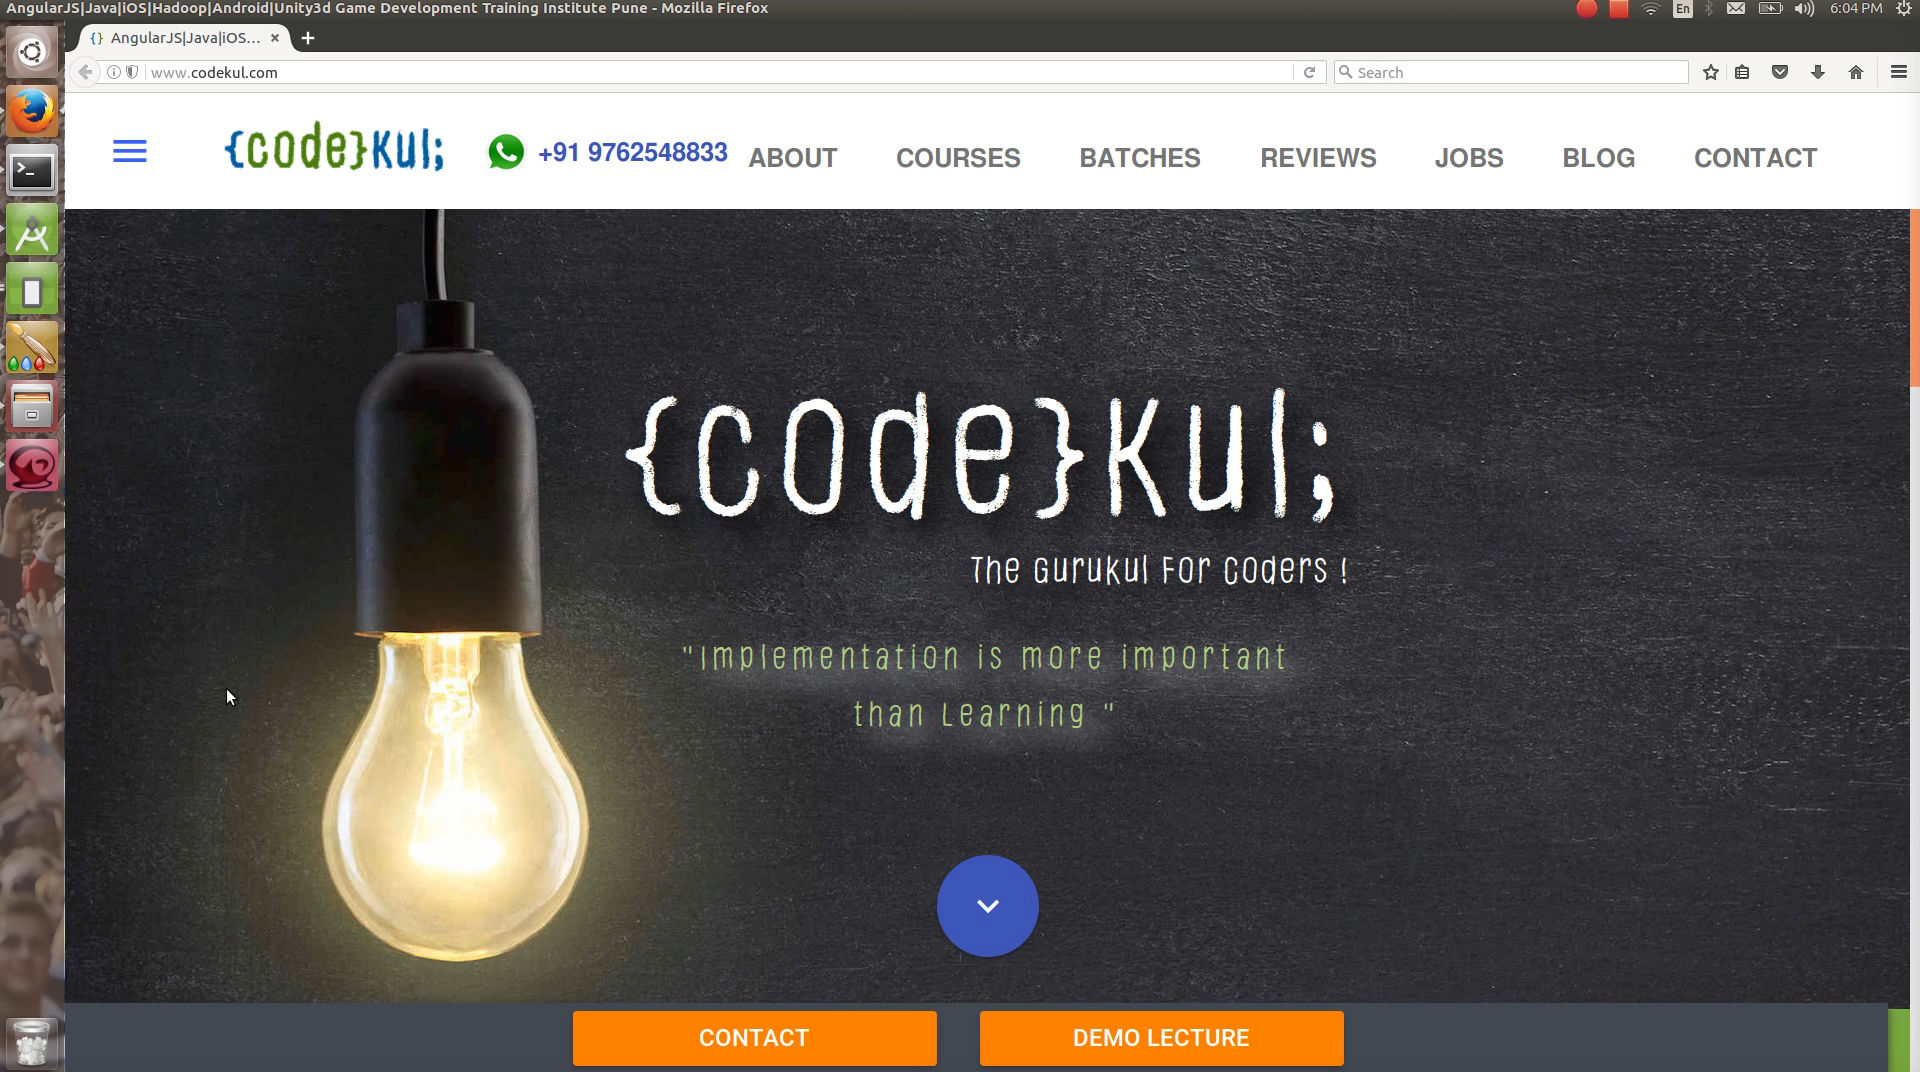 AngularJS|Java|iOS|Hadoop|Android|Unity3d Game Development Training Institute Pune - Mozilla Firefox
En
6:04 PM
{} AngularJS|Java|iOS... × +
www.codekul.com
Search
{code}kul;
+91 9762548833
ABOUT COURSES BATCHES REVIEWS JOBS BLOG CONTACT
{code}kul;
The Gurukul For Coders !
"Implementation is more important
than Learning "
CONTACT
DEMO LECTURE